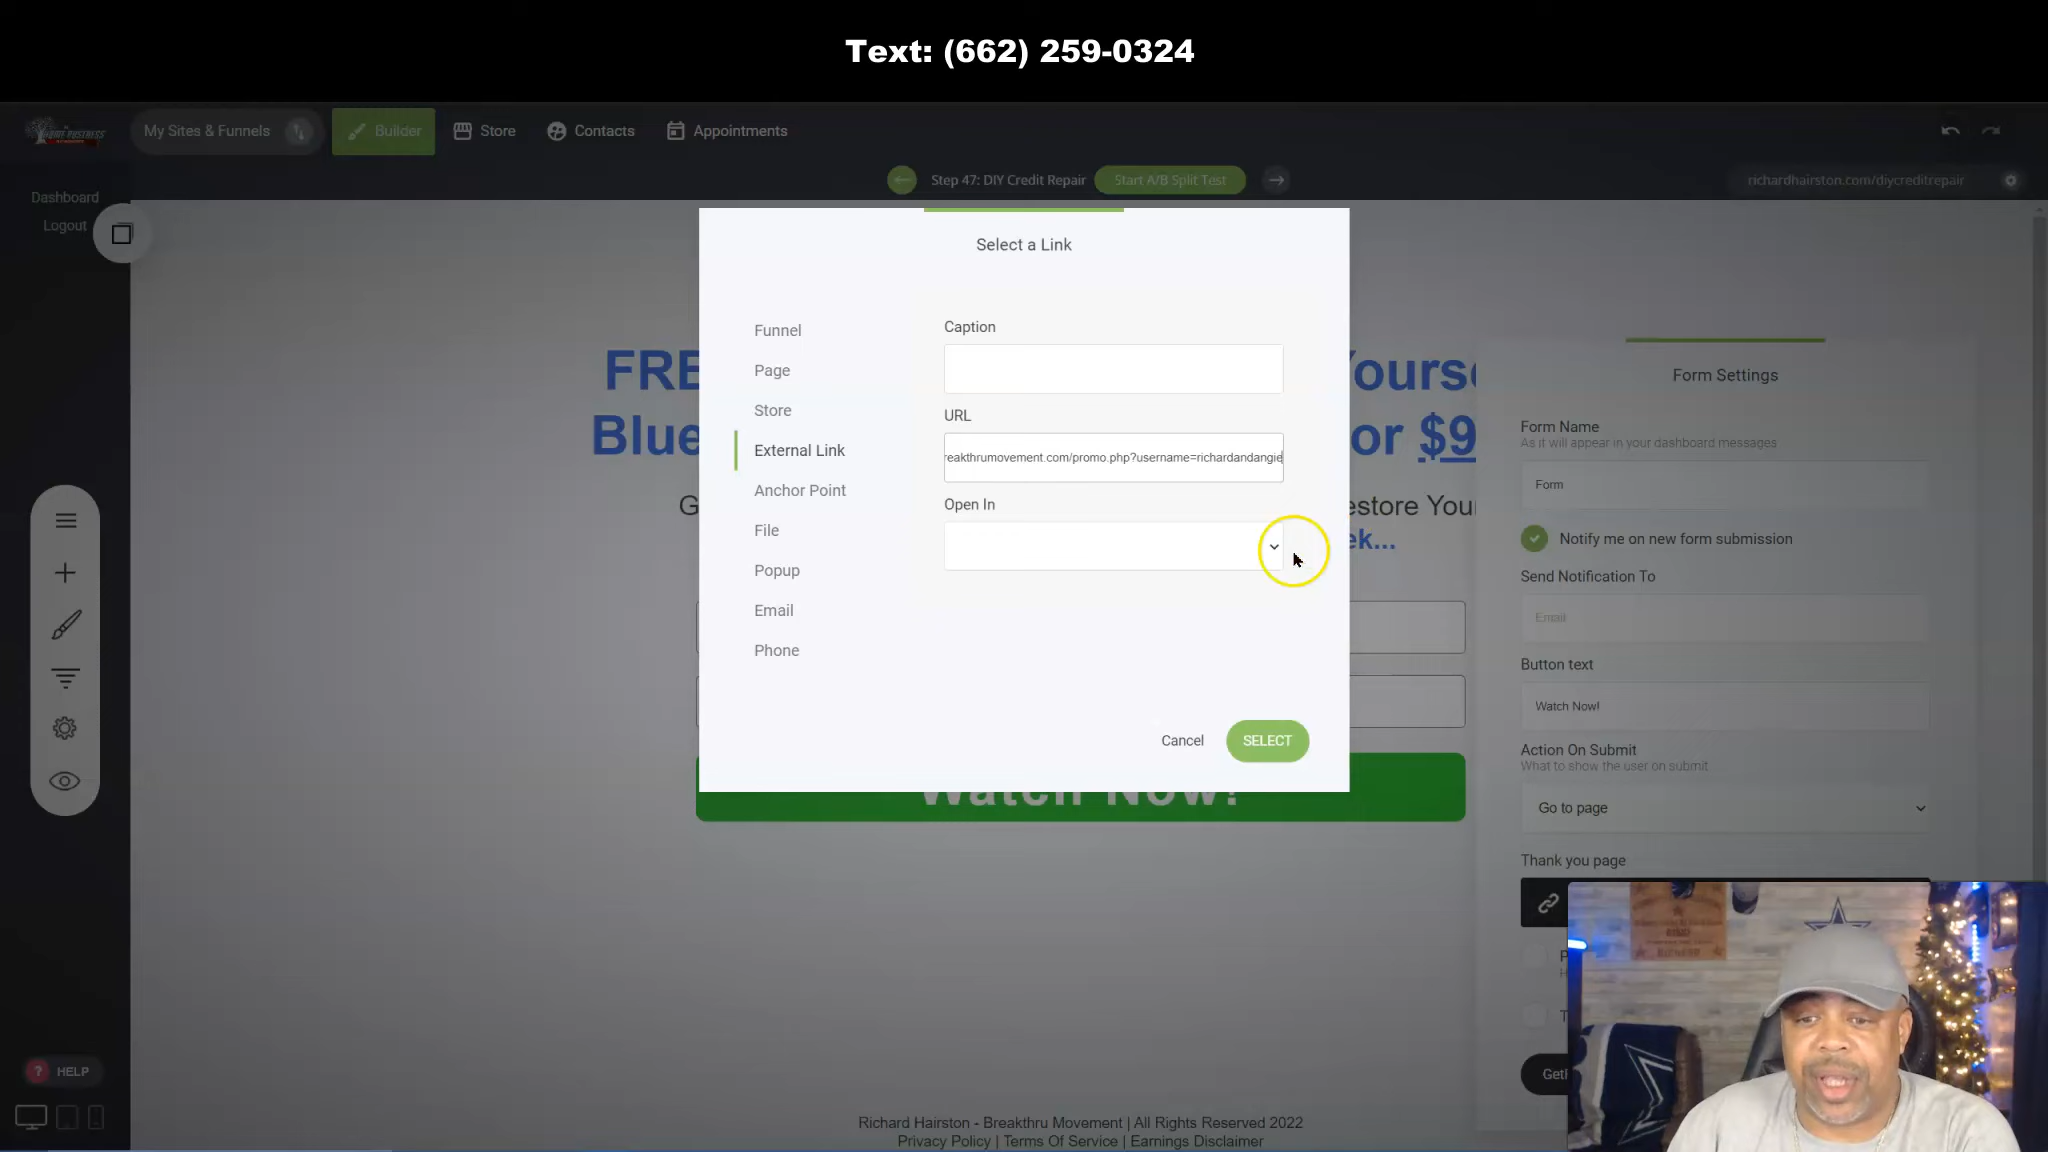 Text: (662) 259-0324
My Sites & Funnels
Builder
Store
Contacts
Appointments
Step 47: DIY Credit Repair
Start A/B Split Test
richardhairston.com/diycreditrepair
Dashboard
Logout
Select a Link
Funnel
Page
Store
External Link
Anchor Point
File
Popup
Email
Phone
Caption
URL
reakthrumovement.com/promo.php?username=richardandangie
Open In
Cancel
SELECT
FRE Yourse
Blue or $9
G estore Your
ek...
Watch Now!
Form Settings
Form Name
As it will appear in your dashboard messages
Form
Notify me on new form submission
Send Notification To
Email
Button text
Watch Now!
Action On Submit
What to show the user on submit
Go to page
Thank you page
P
H
T
Get
? HELP
Richard Hairston - Breakthru Movement | All Rights Reserved 2022
Privacy Policy | Terms Of Service | Earnings Disclaimer